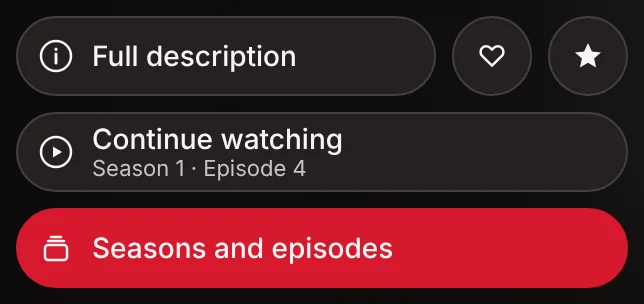 Full description
Continue watching
Season 1 · Episode 4
Seasons and episodes